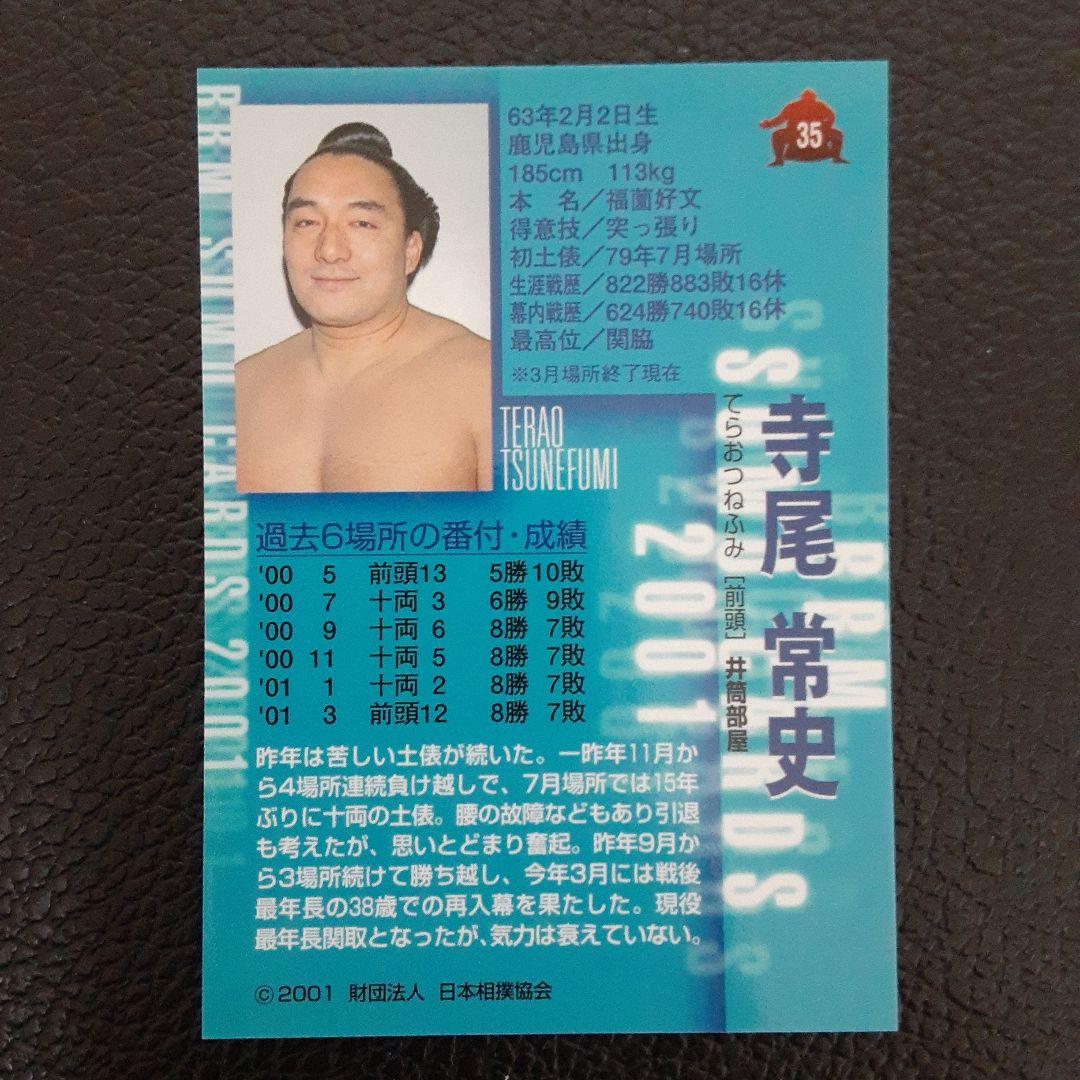 63年2月2日生
鹿児島県出身
185cm 113kg
本 名／福薗好文
得意技／突っ張り
初土俵／79年7月場所
生涯戦歴／822勝883敗16休
幕内戦歴／624勝740敗16休
最高位／関脇
※3月場所終了現在
35
TERAO
TSUNEFUMI
寺尾 常史
てらおつねふみ [前頭] 井筒部屋
BBM
SUMO CARDS
2001
過去6場所の番付・成績
'00 5 前頭13 5勝10敗
'00 7 十両 3 6勝 9敗
'00 9 十両 6 8勝 7敗
'00 11 十両 5 8勝 7敗
'01 1 十両 2 8勝 7敗
'01 3 前頭12 8勝 7敗
昨年は苦しい土俵が続いた。一昨年11月か
ら4場所連続負け越しで、7月場所では15年
ぶりに十両の土俵。腰の故障などもあり引退
も考えたが、思いとどまり奮起。昨年9月か
ら3場所続けて勝ち越し、今年3月には戦後
最年長の38歳での再入幕を果たした。現役
最年長関取となったが、気力は衰えていない。
©2001 財団法人 日本相撲協会